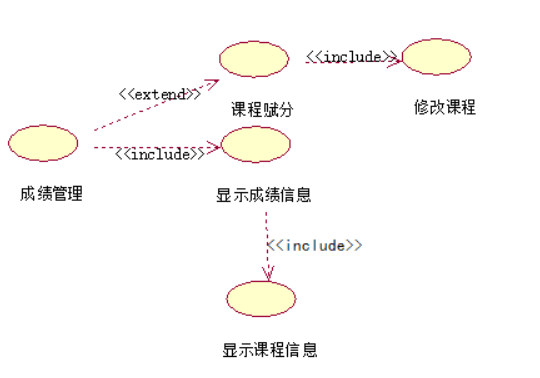 <<include>>
<<extend>>
课程赋分
修改课程
<<include>>
成绩管理
显示成绩信息
<<include>>
显示课程信息